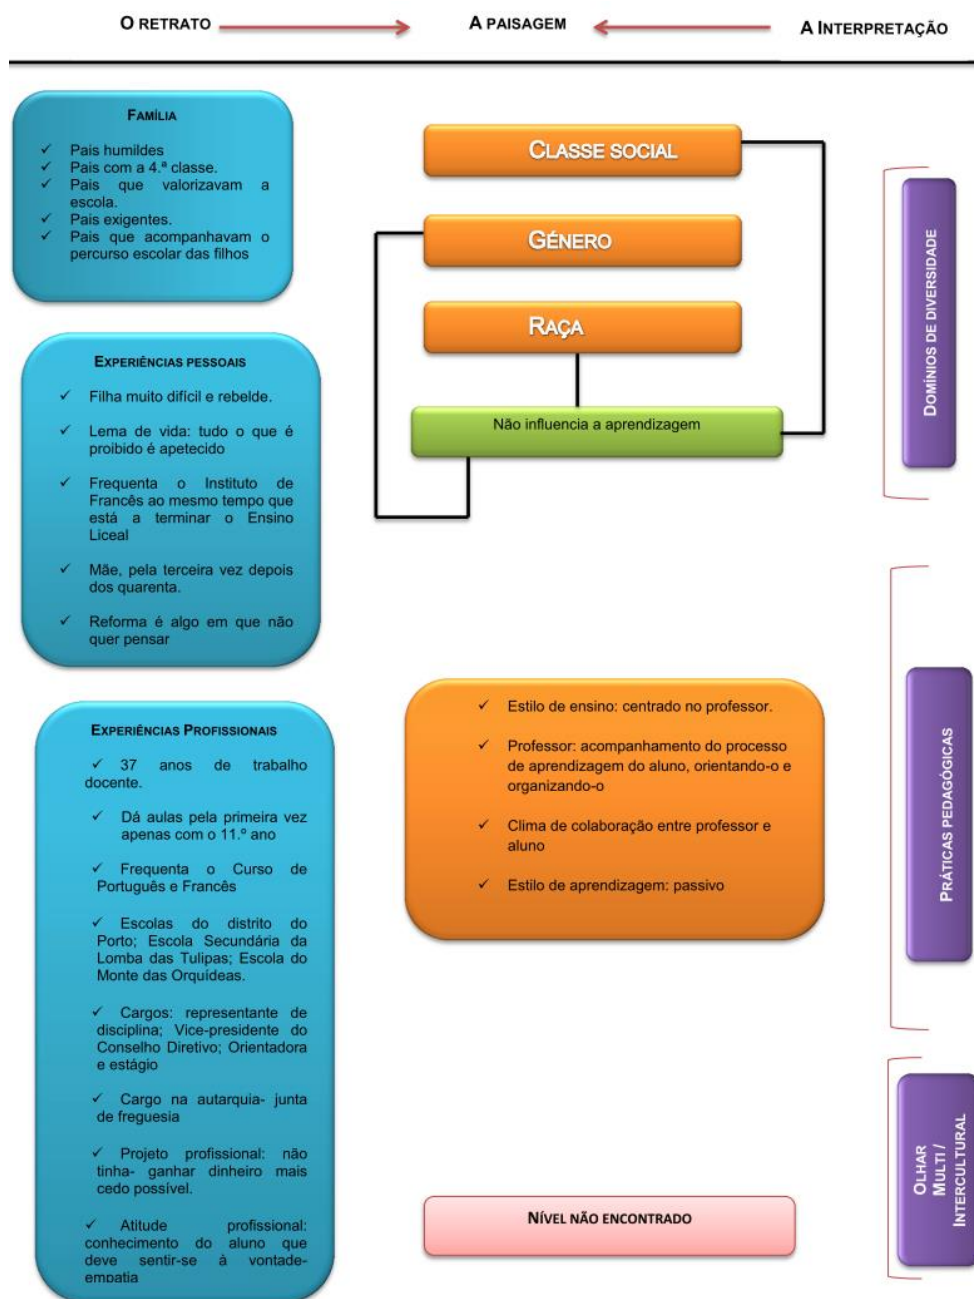 O RETRATO
A PAISAGEM
A INTERPRETAÇÃO
FAMÍLIA
✓ Pais humildes
✓ Pais com a 4.ª classe.
✓ Pais que valorizavam a
escola.
✓ Pais exigentes.
✓ Pais que acompanhavam o
percurso escolar das filhos
EXPERIÊNCIAS PESSOAIS
✓ Filha muito difícil e rebelde.
✓ Lema de vida: tudo o que é
proibido é apetecido
✓ Frequenta o Instituto de
Francês ao mesmo tempo que
está a terminar o Ensino
Liceal
✓ Mãe, pela terceira vez depois
dos quarenta.
✓ Reforma é algo em que não
quer pensar
EXPERIÊNCIAS PROFISSIONAIS
✓ 37 anos de trabalho
docente.
✓ Dá aulas pela primeira vez
apenas com o 11.º ano
✓ Frequenta o Curso de
Português e Francês
✓ Escolas do distrito do
Porto; Escola Secundária da
Lomba das Tulipas; Escola do
Monte das Orquídeas.
✓ Cargos: representante de
disciplina; Vice-presidente do
Conselho Diretivo; Orientadora
e estágio
✓ Cargo na autarquia- junta
de freguesia
✓ Projeto profissional: não
tinha- ganhar dinheiro mais
cedo possível.
✓ Atitude profissional:
conhecimento do aluno que
deve sentir-se à vontade-
empatia
CLASSE SOCIAL
GÉNERO
RAÇA
Não influencia a aprendizagem
✓ Estilo de ensino: centrado no professor.
✓ Professor: acompanhamento do processo
de aprendizagem do aluno, orientando-o e
organizando-o
✓ Clima de colaboração entre professor e
aluno
✓ Estilo de aprendizagem: passivo
NÍVEL NÃO ENCONTRADO
DOMÍNIOS DE DIVERSIDADE
PRÁTICAS PEDAGÓGICAS
OLHAR
MULTI /
INTERCULTURAL